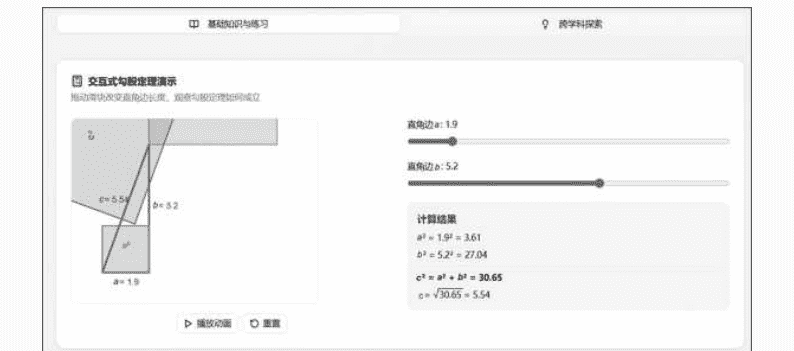 基础知识与练习
跨学科探索
交互式勾股定理演示
拖动滑块改变直角边长度，观察勾股定理如何成立
c²
c= 5.54
b= 5.2
a²
a= 1.9
播放动画
重置
直角边a: 1.9
直角边b: 5.2
计算结果
a² = 1.9² = 3.61
b² = 5.2² = 27.04
c² = a² + b² = 30.65
c = √30.65 = 5.54